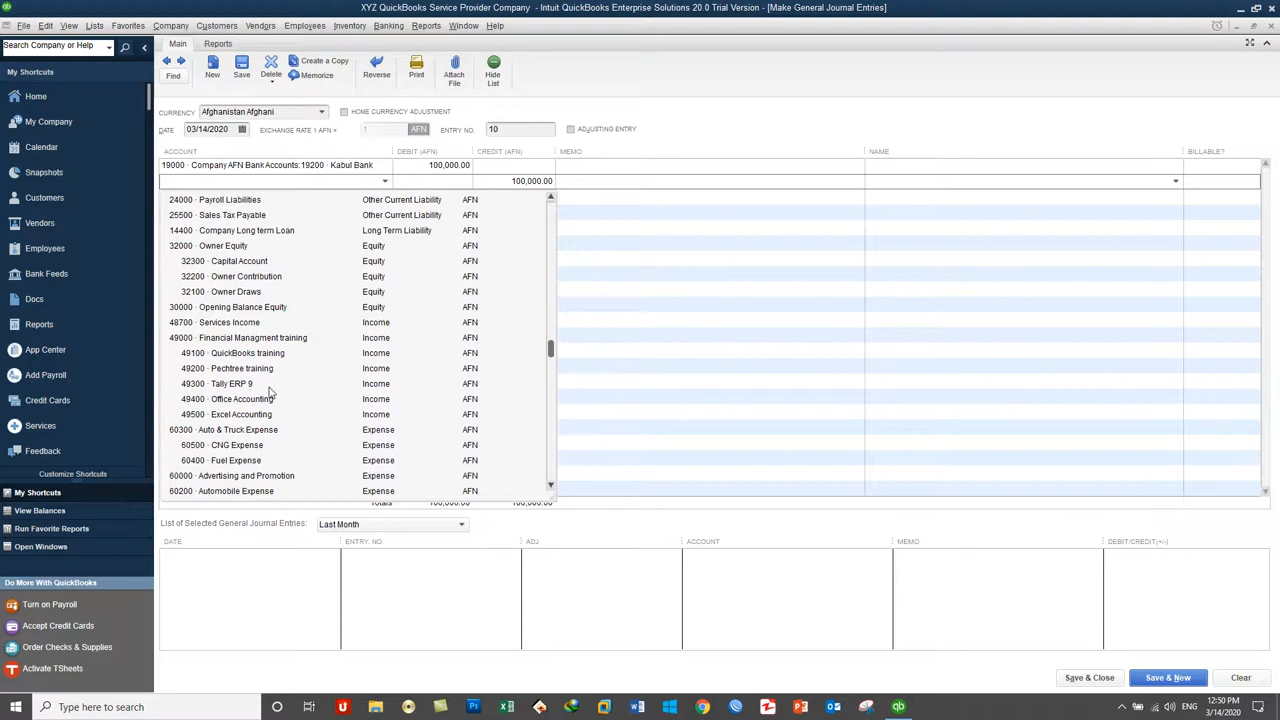 XYZ QuickBooks Service Provider Company - Intuit QuickBooks Enterprise Solutions 20.0 Trial Version - [Make General Journal Entries]
File Edit View Lists Favorites Company Customers Vendors Employees Inventory Banking Reports Window Help
Search Company or Help
Main Reports
Find New Save Delete Create a Copy Memorize Reverse Print Attach File Hide List
My Shortcuts
Home
My Company
Calendar
Snapshots
Customers
Vendors
Employees
Bank Feeds
Docs
Reports
App Center
Add Payroll
Credit Cards
Services
Feedback
Customize Shortcuts
My Shortcuts
View Balances
Run Favorite Reports
Open Windows
Do More With QuickBooks
Turn on Payroll
Accept Credit Cards
Order Checks & Supplies
Activate TSheets
CURRENCY Afghanistan Afghani HOME CURRENCY ADJUSTMENT
DATE 03/14/2020 EXCHANGE RATE 1 AFN = 1 AFN ENTRY NO. 10 ADJUSTING ENTRY
ACCOUNT DEBIT (AFN) CREDIT (AFN) MEMO NAME BILLABLE?
19000 · Company AFN Bank Accounts:19200 · Kabul Bank 100,000.00
100,000.00
24000 · Payroll Liabilities Other Current Liability AFN
25500 · Sales Tax Payable Other Current Liability AFN
14400 · Company Long term Loan Long Term Liability AFN
32000 · Owner Equity Equity AFN
32300 · Capital Account Equity AFN
32200 · Owner Contribution Equity AFN
32100 · Owner Draws Equity AFN
30000 · Opening Balance Equity Equity AFN
48700 · Services Income Income AFN
49000 · Financial Managment training Income AFN
49100 · QuickBooks training Income AFN
49200 · Pechtree training Income AFN
49300 · Tally ERP 9 Income AFN
49400 · Office Accounting Income AFN
49500 · Excel Accounting Income AFN
60300 · Auto & Truck Expense Expense AFN
60500 · CNG Expense Expense AFN
60400 · Fuel Expense Expense AFN
60000 · Advertising and Promotion Expense AFN
60200 · Automobile Expense Expense AFN
Totals 100,000.00 100,000.00
List of Selected General Journal Entries: Last Month
DATE ENTRY. NO. ADJ ACCOUNT MEMO DEBIT/CREDIT(+/-)
Save & Close Save & New Clear
Type here to search
12:50 PM
3/14/2020